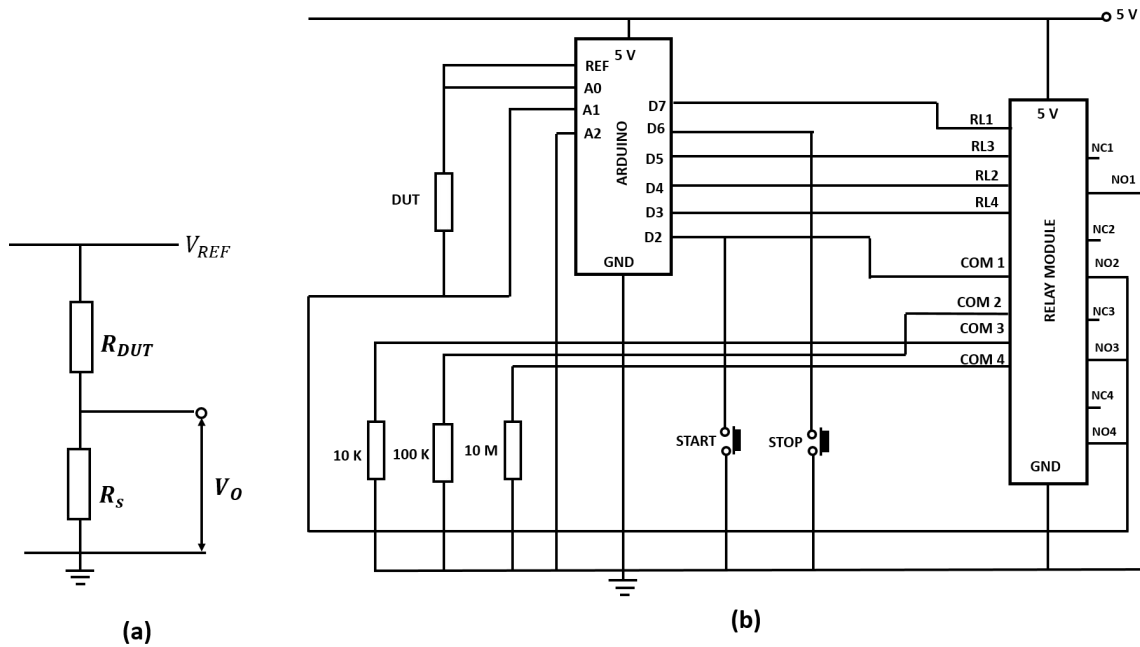 V_REF
R_DUT
R_s
V_O
(a)
5 V
5 V
REF
A0
A1
A2
ARDUINO
D7
D6
D5
D4
D3
D2
GND
DUT
RL1
RL3
RL2
RL4
COM 1
COM 2
COM 3
COM 4
5 V
RELAY MODULE
GND
NC1
NO1
NC2
NO2
NC3
NO3
NC4
NO4
10 K
100 K
10 M
START
STOP
(b)